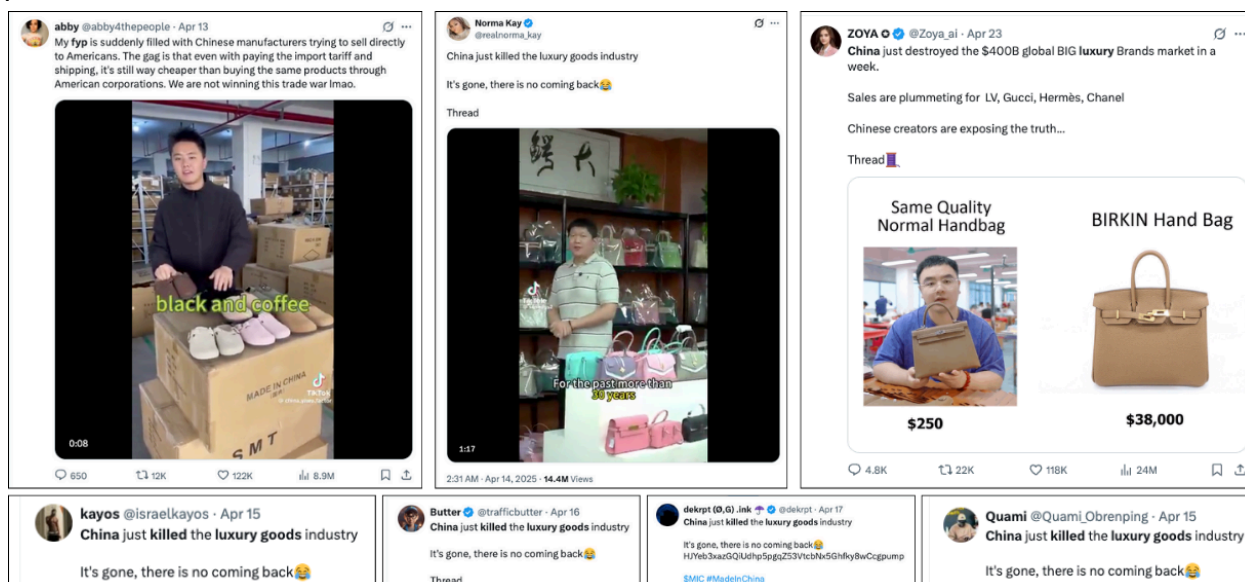 abby @abby4thepeople · Apr 13
My fyp is suddenly filled with Chinese manufacturers trying to sell directly
to Americans. The gag is that even with paying the import tariff and
shipping, it's still way cheaper than buying the same products through
American corporations. We are not winning this trade war lmao.
black and coffee
MADE IN CHINA
TikTok
SMT
0:08
650 12K 122K 8.9M
Norma Kay
@realnorma_kay
China just killed the luxury goods industry
It's gone, there is no coming back😂
Thread
大鳄
TikTok
For the past more than
30 years
1:17
2:31 AM · Apr 14, 2025 · 14.4M Views
ZOYA @Zoya_ai · Apr 23
China just destroyed the $400B global BIG luxury Brands market in a
week.
Sales are plummeting for LV, Gucci, Hermès, Chanel
Chinese creators are exposing the truth...
Thread🧵
Same Quality
Normal Handbag
$250
BIRKIN Hand Bag
$38,000
4.8K 22K 118K 24M
kayos @israelkayos · Apr 15
China just killed the luxury goods industry
It's gone, there is no coming back😂
Butter @trafficbutter · Apr 16
China just killed the luxury goods industry
It's gone, there is no coming back😂
Thread
dekrpt (Ø,G) .ink ☂ @dekrpt · Apr 17
China just killed the luxury goods industry
It's gone, there is no coming back😂
HJYeb3xazGQiUdhp5pgqZ53VtcbNx5Ghfky8wCcgpump
$MIC #MadeInChina
Quami @Quami_Obrenping · Apr 15
China just killed the luxury goods industry
It's gone, there is no coming back😂